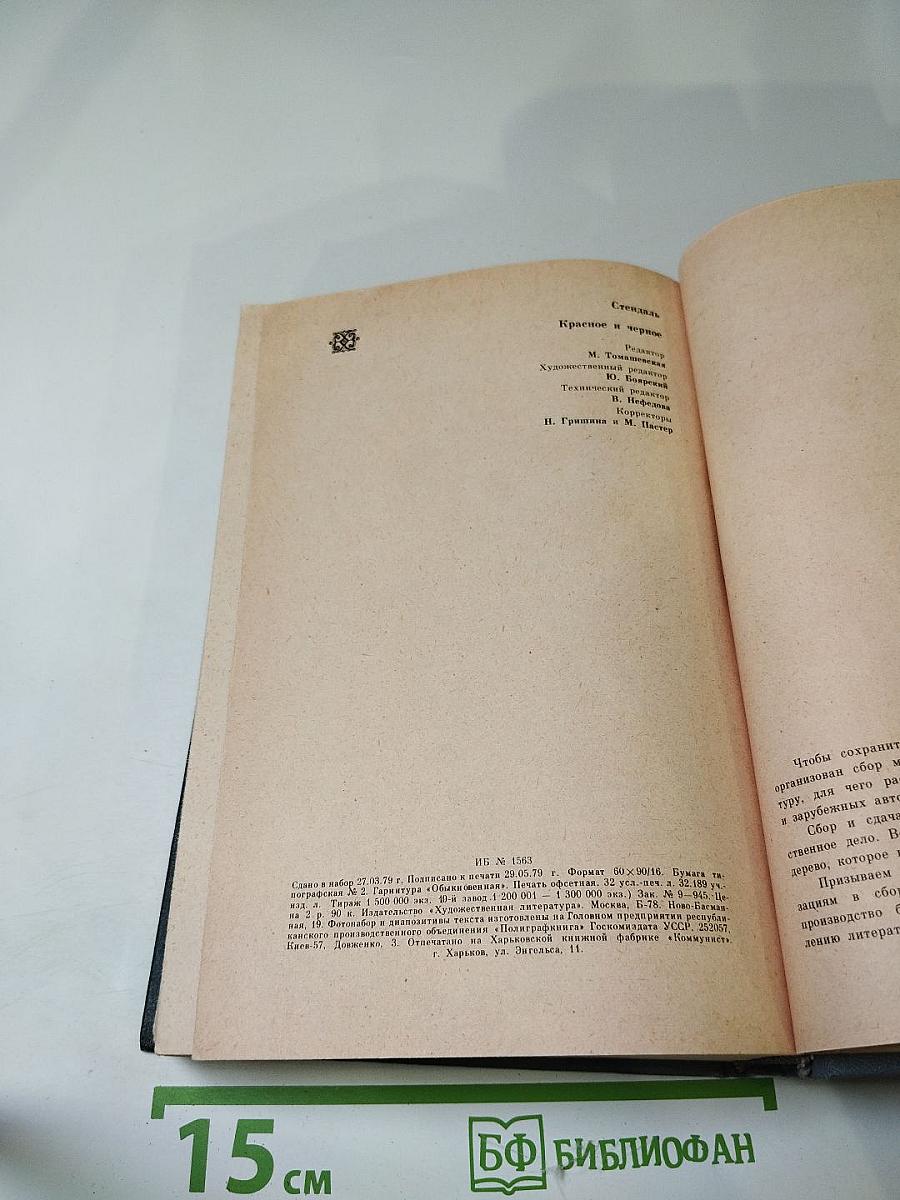 Стендаль
Красное и черное
Редактор
М. Томашевская
Художественный редактор
Ю. Боярский
Технический редактор
В. Нефедова
Корректоры
Н. Гришина и М. Пастер
ИБ № 1563
Сдано в набор 27.03.79 г. Подписано к печати 29.05.79 г. Формат 60×90/16. Бумага ти-
пографская № 2. Гарнитура «Обыкновенная». Печать офсетная. 32 усл.-печ. л. 32.189 уч.-
изд. л. Тираж 1 500 000 экз. 19-й завод (1 200 001 — 1 300 000 экз.) Зак. № 9—945. Це-
на 2 р. 90 к. Издательство «Художественная литература». Москва, Б-78. Ново-Басман-
ная, 19. Фотонабор и диапозитивы текста изготовлены на Головном предприятии республи-
канского производственного объединения «Полиграфкнига» Госкомиздата УССР. 252057,
Киев-57, Довженко, 3. Отпечатано на Харьковской книжной фабрике «Коммунист».
г. Харьков, ул. Энгельса, 11.
Чтобы сохранит
организован сбор м
туру, для чего ра
и зарубежных авто
Сбор и сдача
ственное дело. В
дерево, которое
Призываем
зациям в сбор
производство б
лению литерат
15 см
БФ БИБЛИОФАН